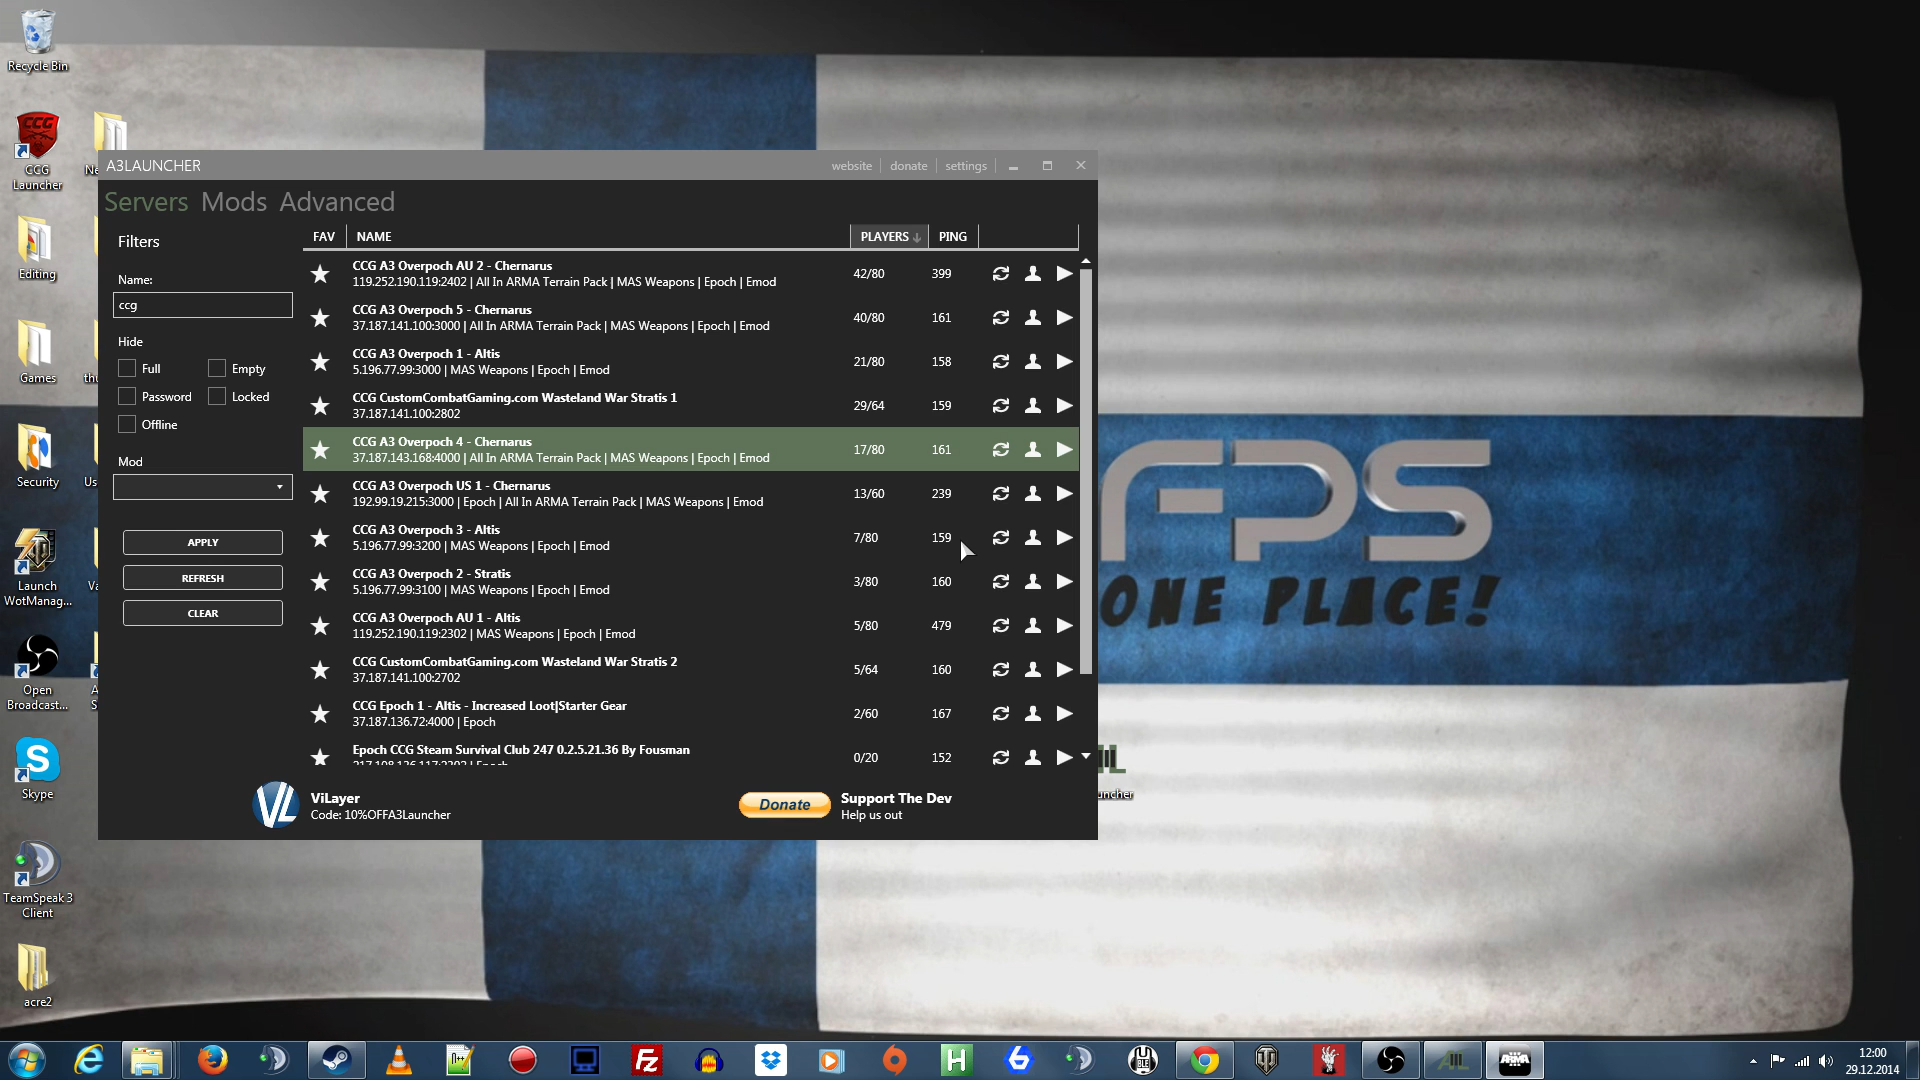 Recycle Bin
CCG
CCG
Launcher
Ne
Editing
Games
thu
Security
Us
Launch
WotManag...
Va
Open
Broadcast...
A
S
Skype
TeamSpeak 3
Client
acre2
A3LAUNCHER
website
donate
settings
Servers Mods Advanced
Filters
Name:
ccg
Hide
Full
Empty
Password
Locked
Offline
Mod
APPLY
REFRESH
CLEAR
FAV
NAME
PLAYERS
PING
CCG A3 Overpoch AU 2 - Chernarus
119.252.190.119:2402 | All In ARMA Terrain Pack | MAS Weapons | Epoch | Emod
42/80
399
CCG A3 Overpoch 5 - Chernarus
37.187.141.100:3000 | All In ARMA Terrain Pack | MAS Weapons | Epoch | Emod
40/80
161
CCG A3 Overpoch 1 - Altis
5.196.77.99:3000 | MAS Weapons | Epoch | Emod
21/80
158
CCG CustomCombatGaming.com Wasteland War Stratis 1
37.187.141.100:2802
29/64
159
CCG A3 Overpoch 4 - Chernarus
37.187.143.168:4000 | All In ARMA Terrain Pack | MAS Weapons | Epoch | Emod
17/80
161
CCG A3 Overpoch US 1 - Chernarus
192.99.19.215:3000 | Epoch | All In ARMA Terrain Pack | MAS Weapons | Emod
13/60
239
CCG A3 Overpoch 3 - Altis
5.196.77.99:3200 | MAS Weapons | Epoch | Emod
7/80
159
CCG A3 Overpoch 2 - Stratis
5.196.77.99:3100 | MAS Weapons | Epoch | Emod
3/80
160
CCG A3 Overpoch AU 1 - Altis
119.252.190.119:2302 | MAS Weapons | Epoch | Emod
5/80
479
CCG CustomCombatGaming.com Wasteland War Stratis 2
37.187.141.100:2702
5/64
160
CCG Epoch 1 - Altis - Increased Loot|Starter Gear
37.187.136.72:4000 | Epoch
2/60
167
Epoch CCG Steam Survival Club 247 0.2.5.21.36 By Fousman
0/20
152
VL
ViLayer
Code: 10%OFFA3Launcher
Donate
Support The Dev
Help us out
FPS
ONE PLACE!
uncher
12:00
29.12.2014